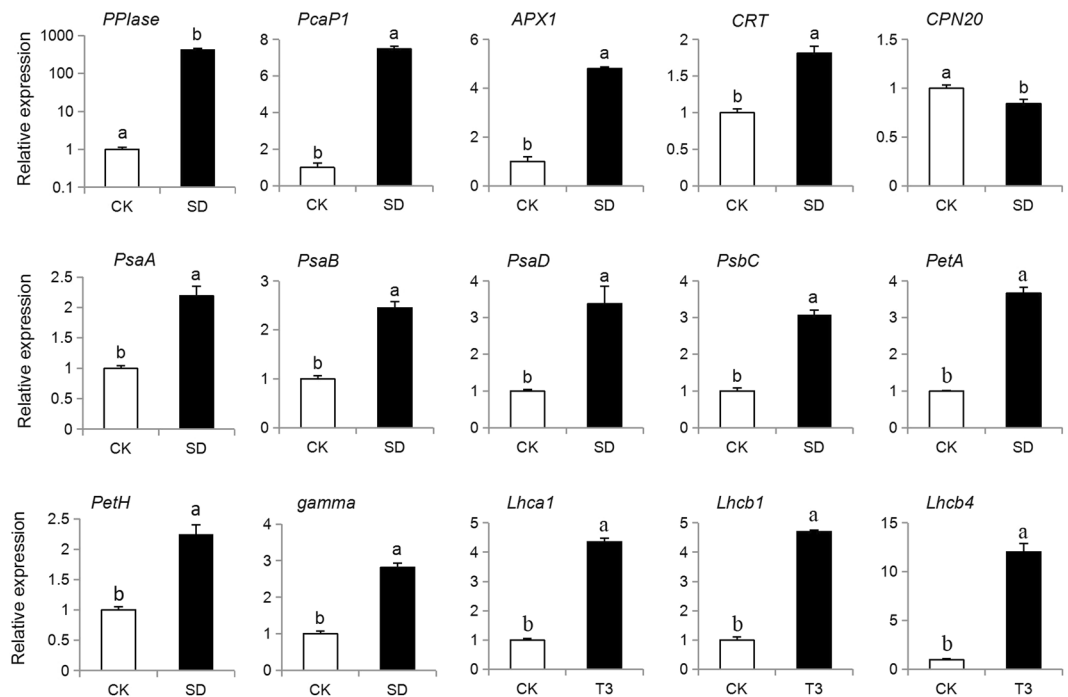 PPIase PcaP1 APX1 CRT CPN20
Relative expression
1000 8 6 2 1.5
100 6 1.5
10 4 4 1 1
1 2 2 0.5 0.5
0.1 0 0 0 0
a b b a b a b a a b
CK SD CK SD CK SD CK SD CK SD
PsaA PsaB PsaD PsbC PetA
Relative expression
2.5 3 4 4 4
2 3 3 3
1.5 2 2 2 2
1 1 1 1 1
0.5
0 0 0 0 0
b a b a b a b a b a
CK SD CK SD CK SD CK SD CK SD
PetH gamma Lhca1 Lhcb1 Lhcb4
Relative expression
2.5 4 5 5 12
2 3 4 4 8
1.5 2 3 3 4
1 1 2 2 0
0.5 0 1 1
0 0 0
b a b a b a b a b a
CK SD CK SD CK T3 CK T3 CK T3